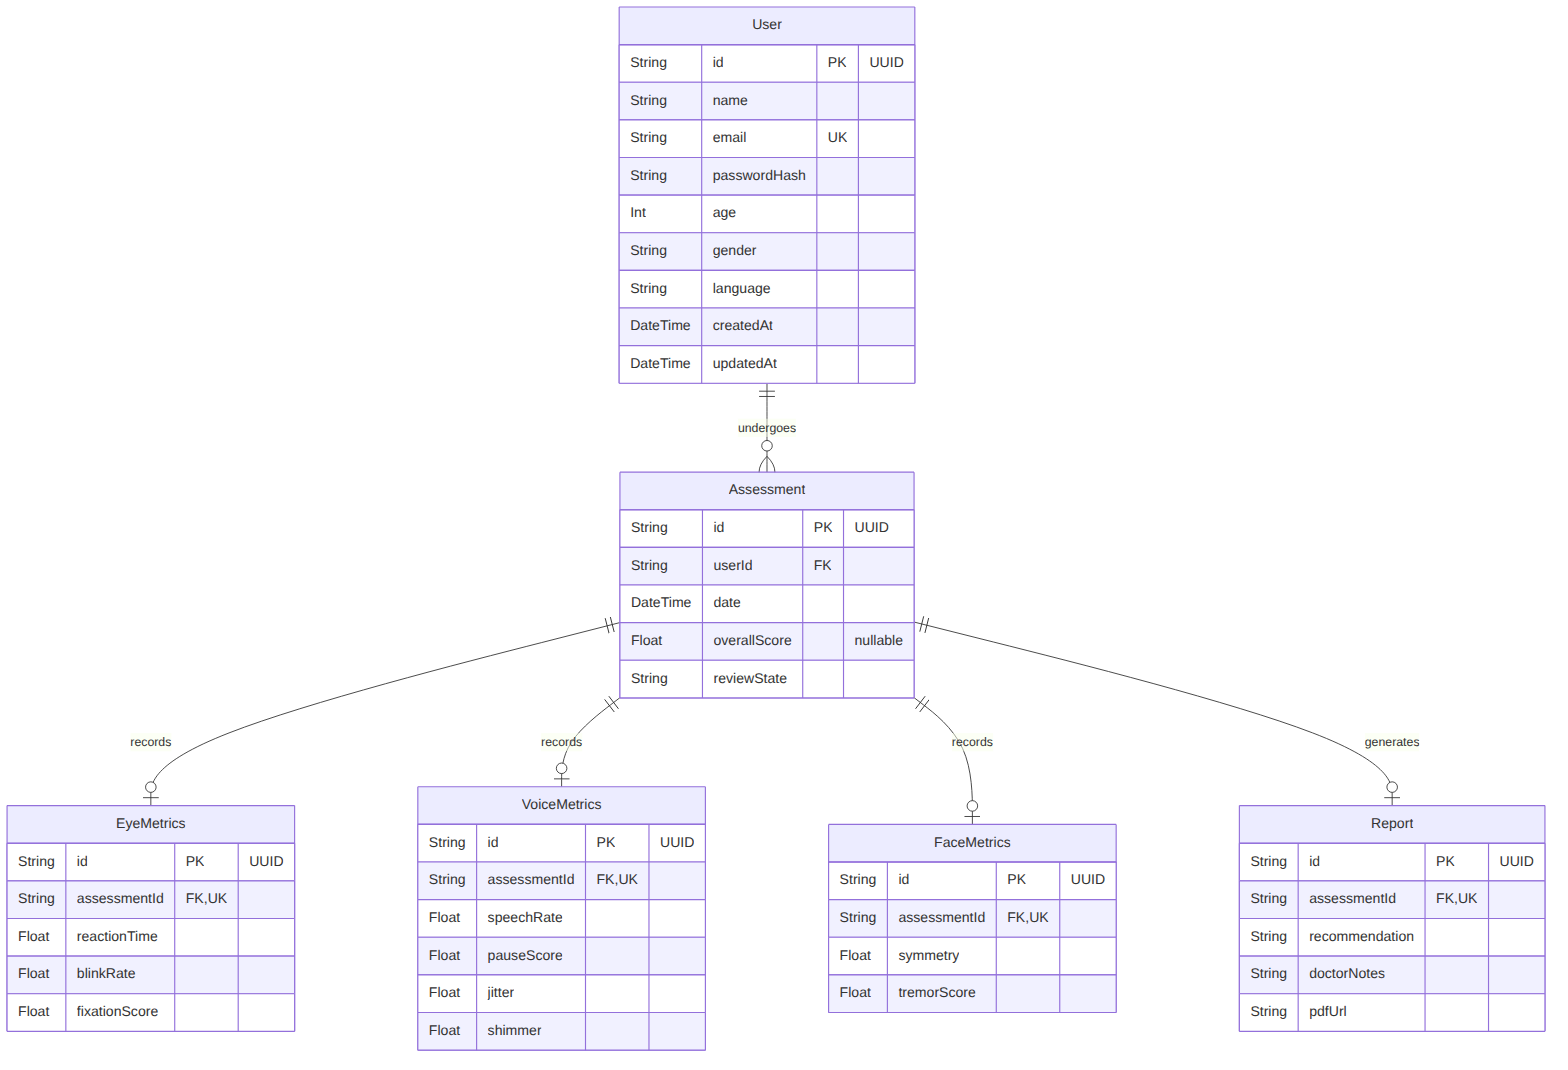 User
String id PK UUID
String name
String email UK
String passwordHash
Int age
String gender
String language
DateTime createdAt
DateTime updatedAt
undergoes
Assessment
String id PK UUID
String userId FK
DateTime date
Float overallScore nullable
String reviewState
records
records
records
generates
EyeMetrics
String id PK UUID
String assessmentId FK,UK
Float reactionTime
Float blinkRate
Float fixationScore
VoiceMetrics
String id PK UUID
String assessmentId FK,UK
Float speechRate
Float pauseScore
Float jitter
Float shimmer
FaceMetrics
String id PK UUID
String assessmentId FK,UK
Float symmetry
Float tremorScore
Report
String id PK UUID
String assessmentId FK,UK
String recommendation
String doctorNotes
String pdfUrl